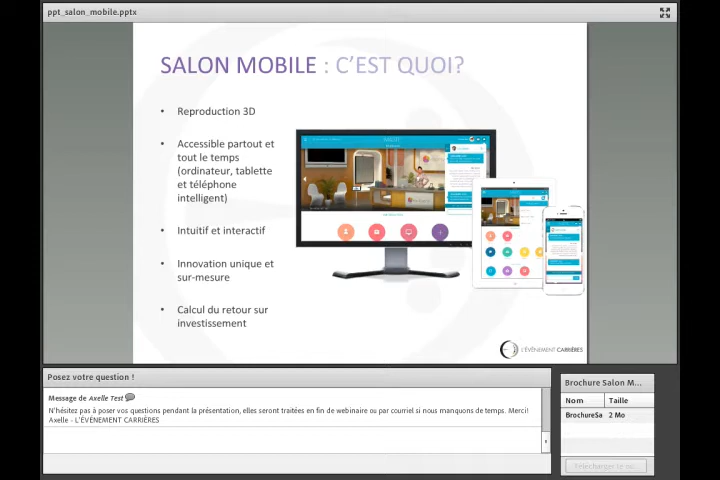 ppt_salon_mobile.pptx
SALON MOBILE : C’EST QUOI?
• Reproduction 3D
• Accessible partout et
tout le temps
(ordinateur, tablette
et téléphone
intelligent)
• Intuitif et interactif
• Innovation unique et
sur-mesure
• Calcul du retour sur
investissement
L'ÉVÉNEMENT CARRIÈRES
Posez votre question !
Message de Axelle Test
N'hésitez pas à poser vos questions pendant la présentation, elles seront traitées en fin de webinaire ou par courriel si nous manquons de temps. Merci!
Axelle - L'ÉVÉNEMENT CARRIÈRES
Brochure Salon M...
Nom Taille
BrochureSa 2 Mo